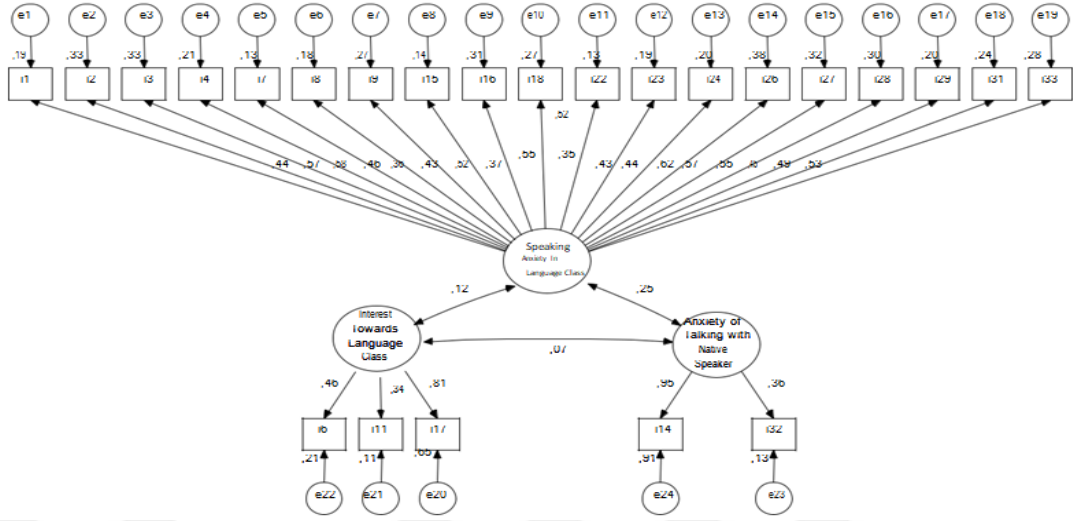 e1 e2 e3 e4 e5 e6 e7 e8 e9 e10 e11 e12 e13 e14 e15 e16 e17 e18 e19
,19 ,33 ,33 ,21 ,13 ,18 ,27 ,14 ,31 ,27 ,13 ,19 ,20 ,38 ,32 ,30 ,20 ,24 ,28
i1 i2 i3 i4 i7 i8 i9 i15 i16 i18 i22 i23 i24 i26 i27 i28 i29 i31 i33
,52
,44 ,57 ,58 ,46 ,36 ,43 ,52 ,37 ,55 ,35 ,43 ,44 ,62 ,57 ,55 ,49 ,53
Speaking
Anxiety In
Language Class
,12 ,25
Interest
Towards
Language
Class
Anxiety of
Talking with
Native
Speaker
,07
,46 ,34 ,81 ,95 ,36
i6 i11 i17 i14 i32
,21 ,11 ,65 ,91 ,13
e22 e21 e20 e24 e23